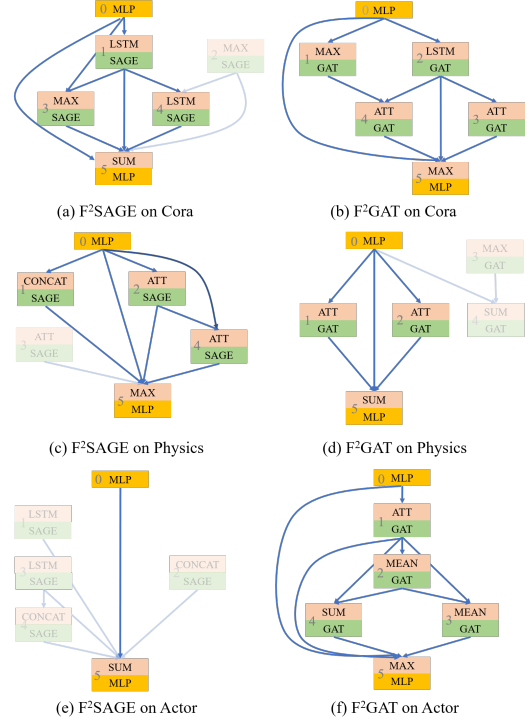 0 MLP
LSTM
1
SAGE
LSTM
2
SAGE
MAX
3
SAGE
LSTM
4
SAGE
SUM
5
MLP
(a) F²SAGE on Cora
0 MLP
MAX
1
GAT
LSTM
2
GAT
ATT
4
GAT
ATT
3
GAT
MAX
5
MLP
(b) F²GAT on Cora
0 MLP
CONCAT
1
SAGE
ATT
2
SAGE
ATT
3
SAGE
ATT
4
SAGE
MAX
5
MLP
(c) F²SAGE on Physics
0 MLP
MAX
3
GAT
ATT
1
GAT
ATT
2
GAT
SUM
4
GAT
SUM
5
MLP
(d) F²GAT on Physics
0 MLP
LSTM
1
SAGE
LSTM
3
SAGE
CONCAT
2
SAGE
CONCAT
4
SAGE
SUM
5
MLP
(e) F²SAGE on Actor
0 MLP
ATT
1
GAT
MEAN
2
GAT
SUM
4
GAT
MEAN
3
GAT
MAX
5
MLP
(f) F²GAT on Actor